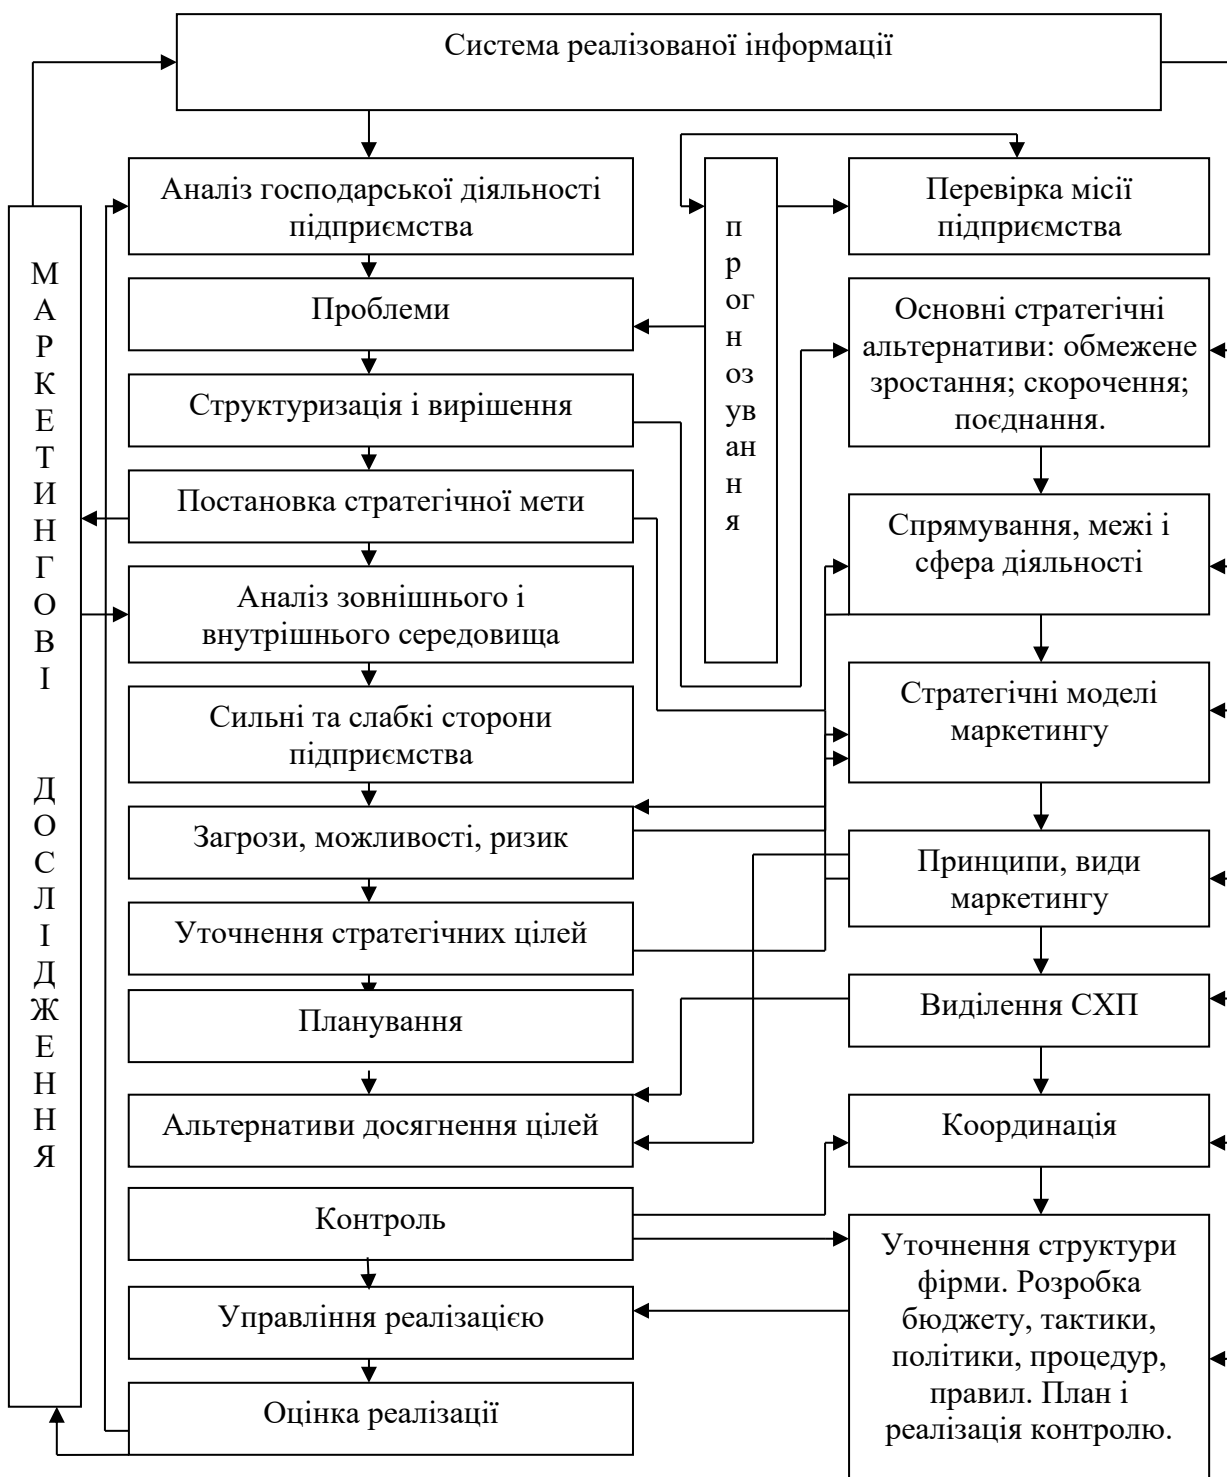 Система реалізованої інформації
Аналіз господарської діяльності
підприємства
Проблеми
Структуризація і вирішення
Постановка стратегічної мети
Аналіз зовнішнього і
внутрішнього середовища
Сильні та слабкі сторони
підприємства
Загрози, можливості, ризик
Уточнення стратегічних цілей
Планування
Альтернативи досягнення цілей
Контроль
Управління реалізацією
Оцінка реалізації
М
А
Р
К
Е
Т
И
Н
Г
О
В
І
Д
О
С
Л
І
Д
Ж
Е
Н
Н
Я
п
р
ог
н
оз
ув
ан
н
я
Перевірка місії
підприємства
Основні стратегічні
альтернативи: обмежене
зростання; скорочення;
поєднання.
Спрямування, межі і
сфера діяльності
Стратегічні моделі
маркетингу
Принципи, види
маркетингу
Виділення СХП
Координація
Уточнення структури
фірми. Розробка
бюджету, тактики,
політики, процедур,
правил. План і
реалізація контролю.